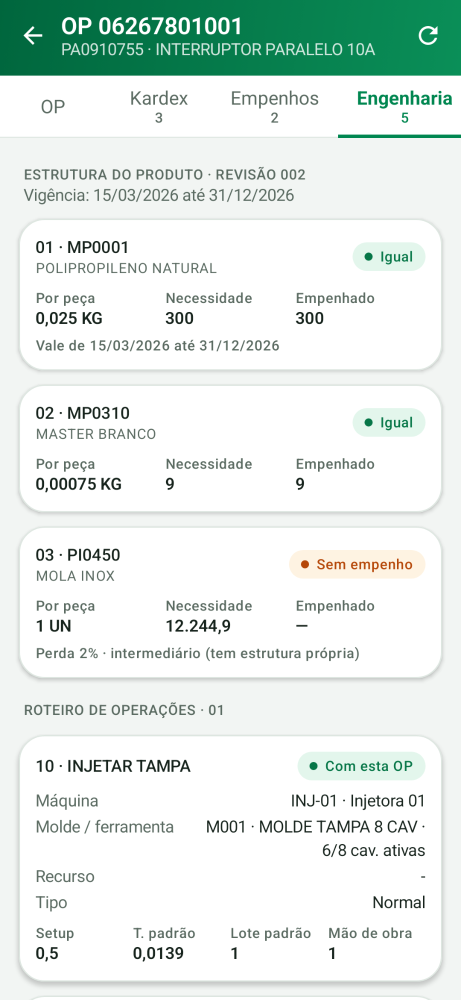 OP 06267801001
PA0910755 · INTERRUPTOR PARALELO 10A
OP
Kardex
3
Empenhos
2
Engenharia
5
ESTRUTURA DO PRODUTO · REVISÃO 002
Vigência: 15/03/2026 até 31/12/2026
01 · MP0001
POLIPROPILENO NATURAL
Igual
Por peça Necessidade Empenhado
0,025 KG 300 300
Vale de 15/03/2026 até 31/12/2026
02 · MP0310
MASTER BRANCO
Igual
Por peça Necessidade Empenhado
0,00075 KG 9 9
03 · PI0450
MOLA INOX
Sem empenho
Por peça Necessidade Empenhado
1 UN 12.244,9 —
Perda 2% · intermediário (tem estrutura própria)
ROTEIRO DE OPERAÇÕES · 01
10 · INJETAR TAMPA
Com esta OP
Máquina INJ-01 · Injetora 01
Molde / ferramenta M001 · MOLDE TAMPA 8 CAV ·
6/8 cav. ativas
Recurso -
Tipo Normal
Setup T. padrão Lote padrão Mão de obra
0,5 0,0139 1 1